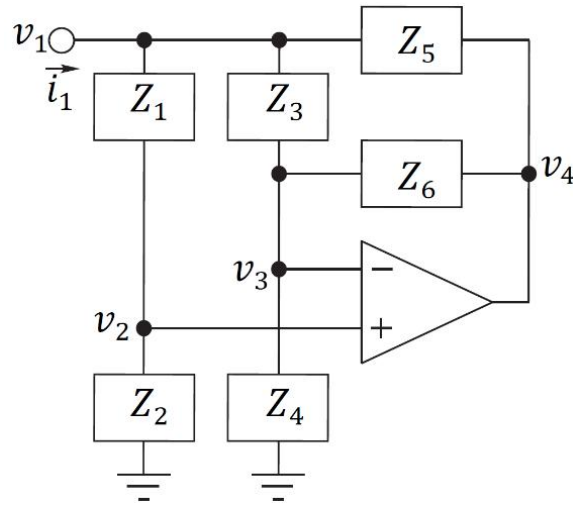 v₁
i₁
Z₁
Z₃
Z₅
Z₆
v₄
v₃
−
v₂
+
Z₂
Z₄